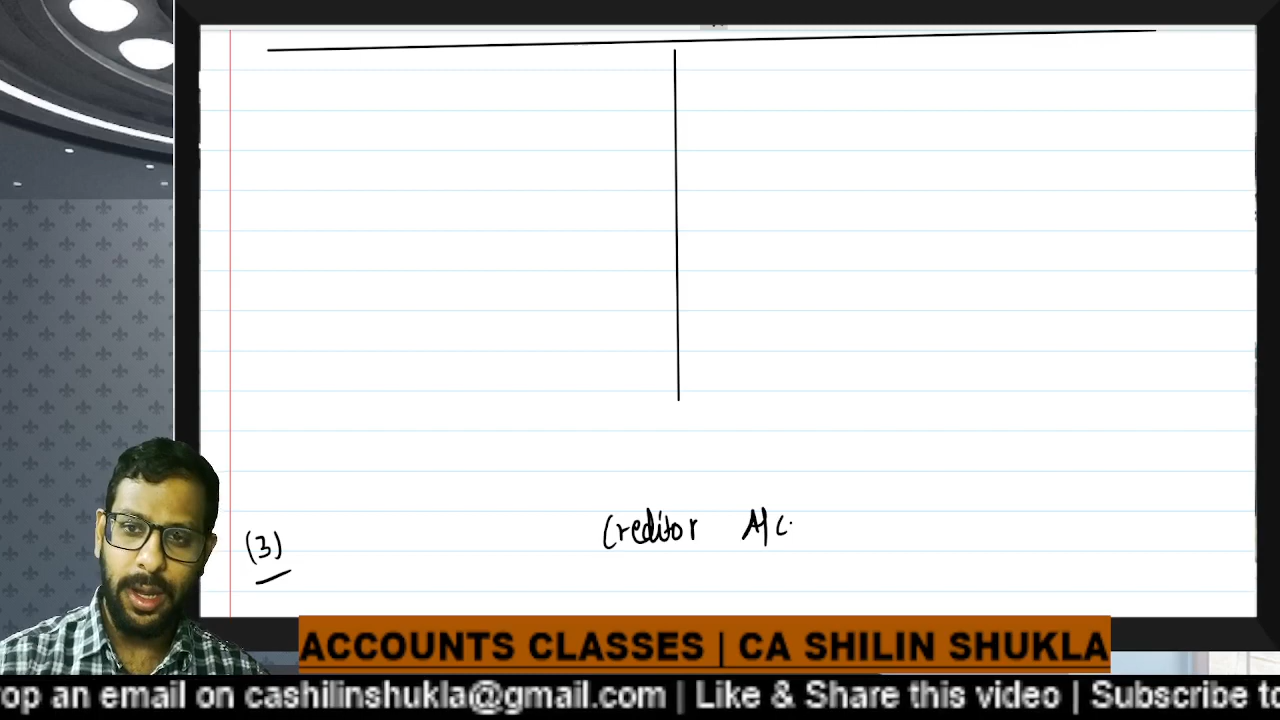 (3) Creditor A/c.
ACCOUNTS CLASSES | CA SHILIN SHUKLA
rop an email on cashilinshukla@gmail.com | Like & Share this video | Subscribe to